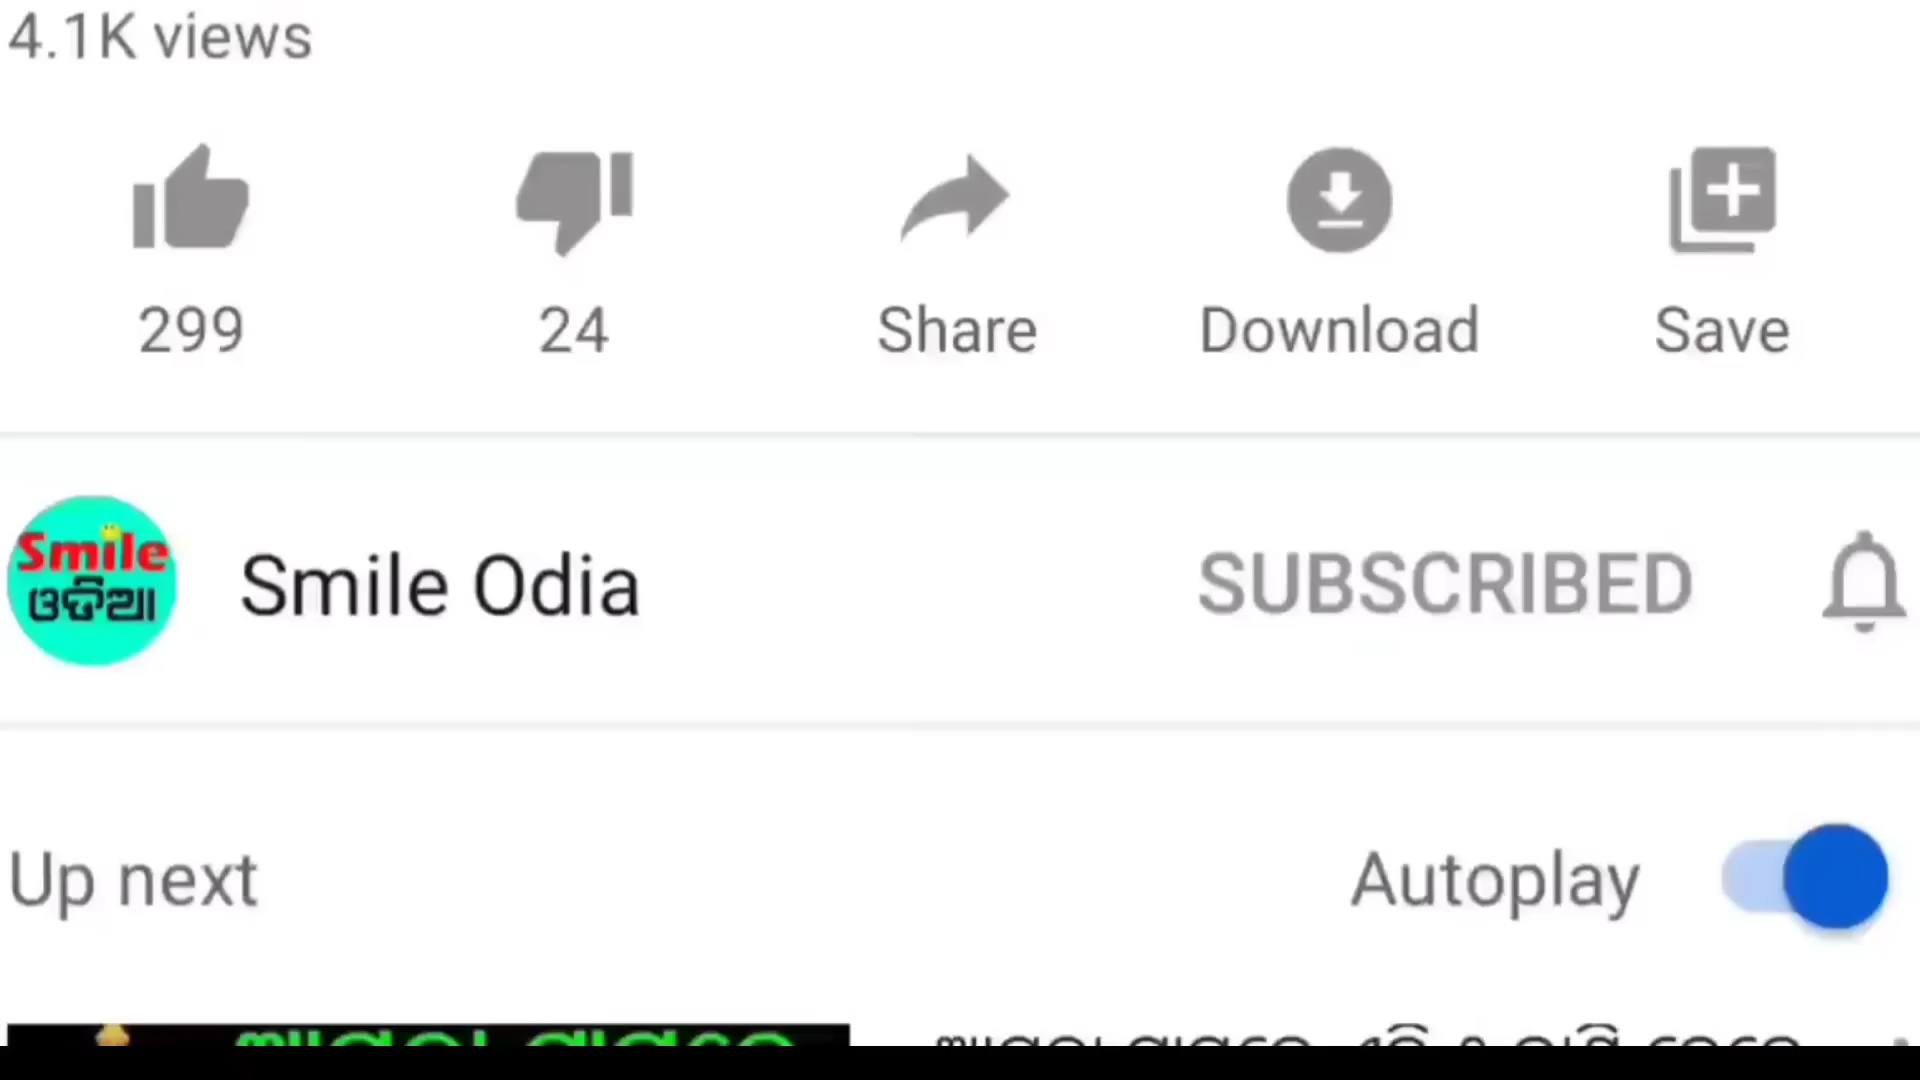 4.1K views
299 24 Share Download Save
Smile
ଓଡିଆ
Smile Odia SUBSCRIBED
Up next Autoplay